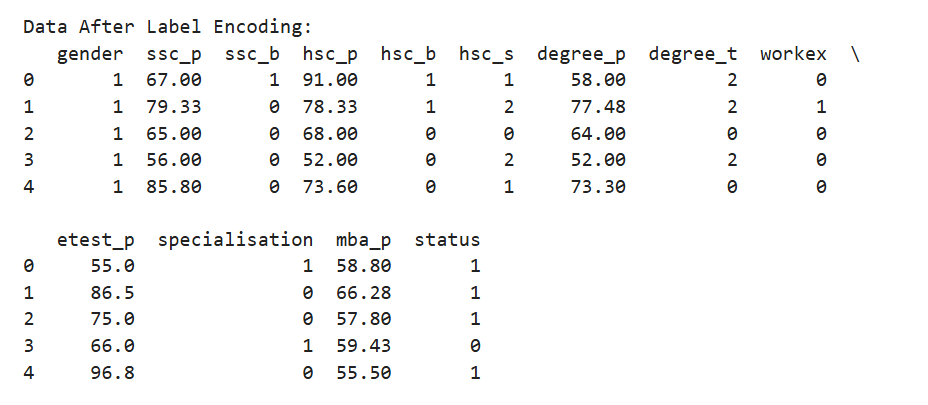 Data After Label Encoding:
   gender  ssc_p  ssc_b  hsc_p  hsc_b  hsc_s  degree_p  degree_t  workex  \
0       1  67.00      1  91.00      1      1     58.00         2       0
1       1  79.33      0  78.33      1      2     77.48         2       1
2       1  65.00      0  68.00      0      0     64.00         0       0
3       1  56.00      0  52.00      0      2     52.00         2       0
4       1  85.80      0  73.60      0      1     73.30         0       0

   etest_p  specialisation  mba_p  status
0     55.0               1  58.80       1
1     86.5               0  66.28       1
2     75.0               0  57.80       1
3     66.0               1  59.43       0
4     96.8               0  55.50       1